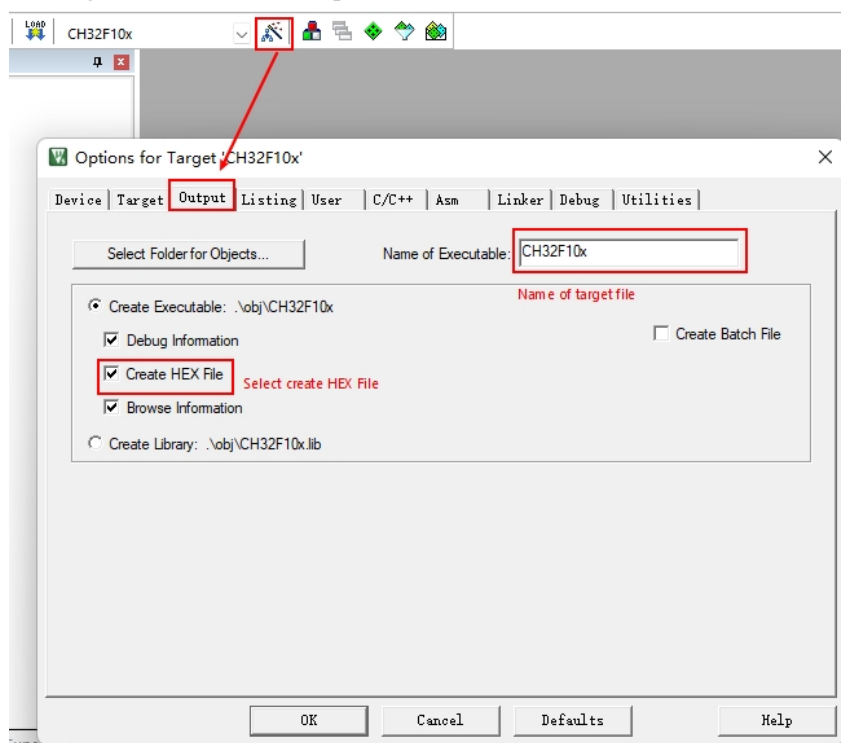 LOAD
CH32F10x
Options for Target 'CH32F10x'
Device Target Output Listing User C/C++ Asm Linker Debug Utilities
Select Folder for Objects... Name of Executable: CH32F10x
Name of target file
Create Executable: .\obj\CH32F10x
Debug Information Create Batch File
Create HEX File Select create HEX File
Browse Information
Create Library: .\obj\CH32F10x.lib
OK Cancel Defaults Help